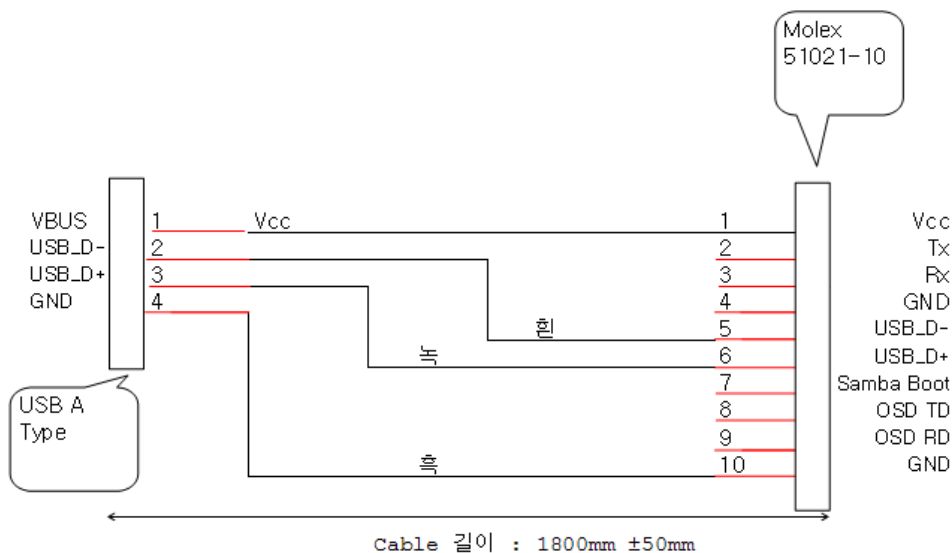 Molex
51021-10
VBUS
USB_D-
USB_D+
GND
1
2
3
4
Vcc
흰
녹
흑
1
2
3
4
5
6
7
8
9
10
Vcc
Tx
Rx
GND
USB_D-
USB_D+
Samba Boot
OSD TD
OSD RD
GND
USB A
Type
Cable 길이 : 1800mm ±50mm